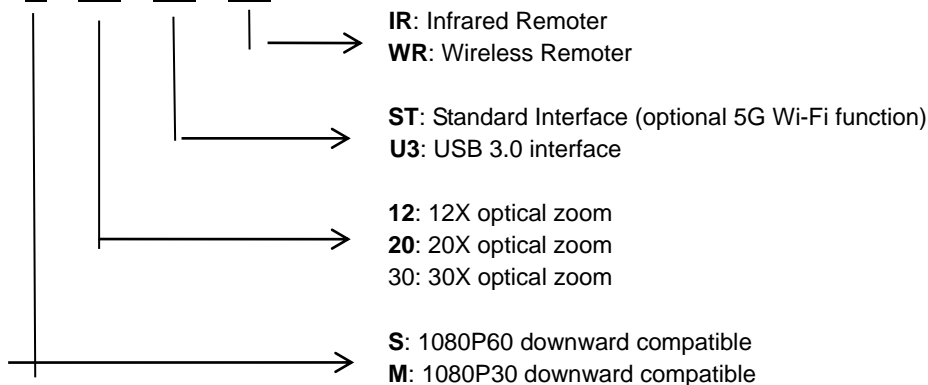 IR: Infrared Remoter
WR: Wireless Remoter
ST: Standard Interface (optional 5G Wi-Fi function)
U3: USB 3.0 interface
12: 12X optical zoom
20: 20X optical zoom
30: 30X optical zoom
S: 1080P60 downward compatible
M: 1080P30 downward compatible